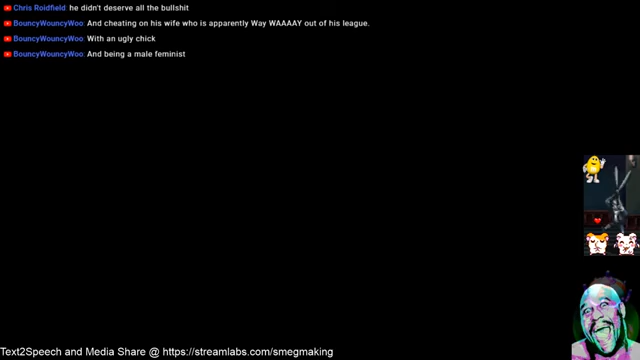 Chris Roidfield: he didn't deserve all the bullshit
BouncyWouncyWoo: And cheating on his wife who is apparently Way WAAAAY out of his league.
BouncyWouncyWoo: With an ugly chick
BouncyWouncyWoo: And being a male feminist
Text2Speech and Media Share @ https://streamlabs.com/smegmaking